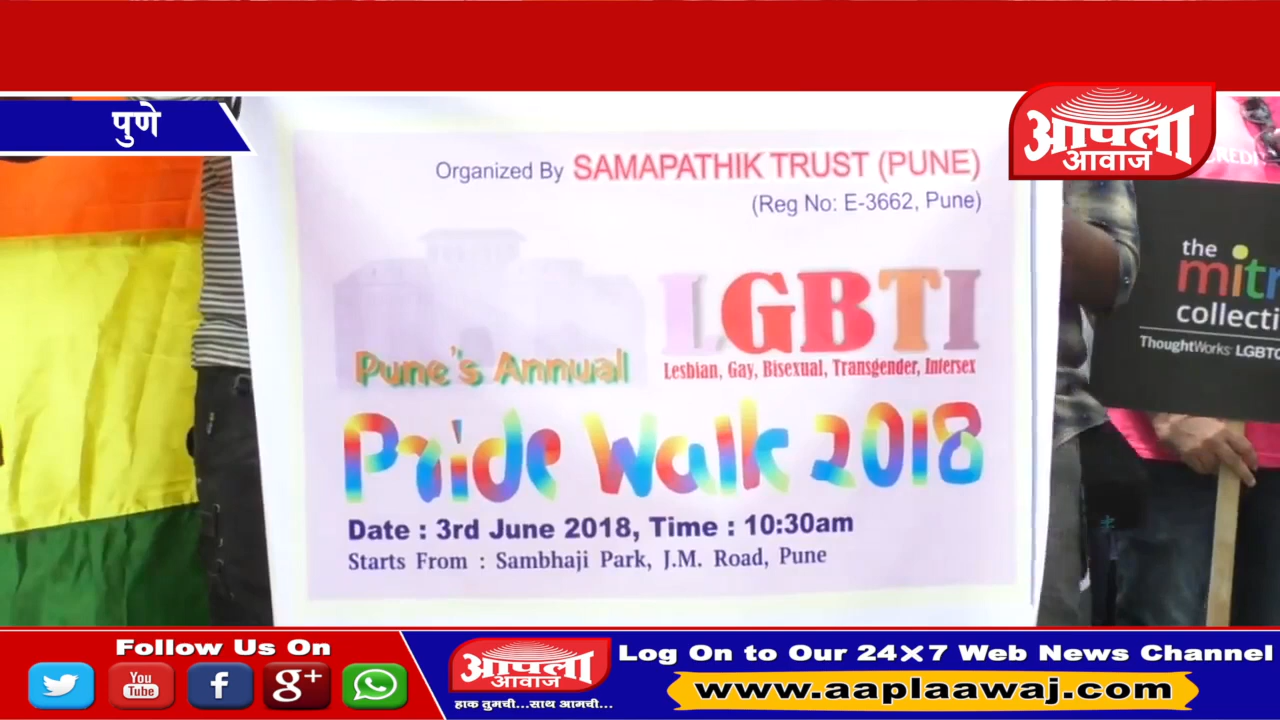 पुणे
आपला
आवाज
Organized By SAMAPATHIK TRUST (PUNE)
(Reg No: E-3662, Pune)
Pune's Annual
LGBTI
Lesbian, Gay, Bisexual, Transgender, Intersex
Pride Walk 2018
Date : 3rd June 2018, Time : 10:30am
Starts From : Sambhaji Park, J.M. Road, Pune
the
mitr
collecti
ThoughtWorks LGBTQ
Follow Us On
You
Tube
f
g+
आपला
आवाज
हाक तुमची...साथ आमची...
Log On to Our 24×7 Web News Channel
www.aaplaawaj.com